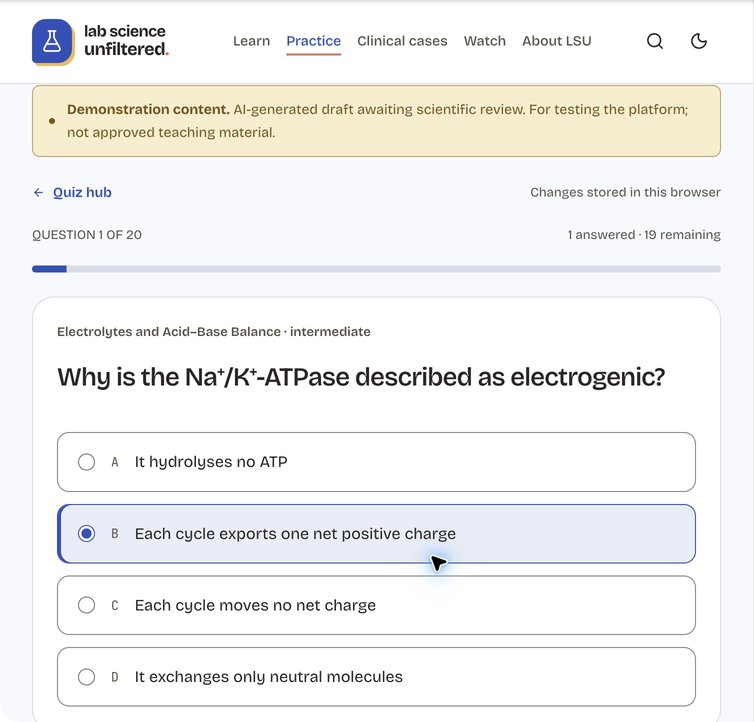 lab science
unfiltered.
Learn Practice Clinical cases Watch About LSU
Demonstration content. AI-generated draft awaiting scientific review. For testing the platform;
not approved teaching material.
← Quiz hub Changes stored in this browser
QUESTION 1 OF 20 1 answered · 19 remaining
Electrolytes and Acid–Base Balance · intermediate
Why is the Na⁺/K⁺-ATPase described as electrogenic?
A It hydrolyses no ATP
B Each cycle exports one net positive charge
C Each cycle moves no net charge
D It exchanges only neutral molecules